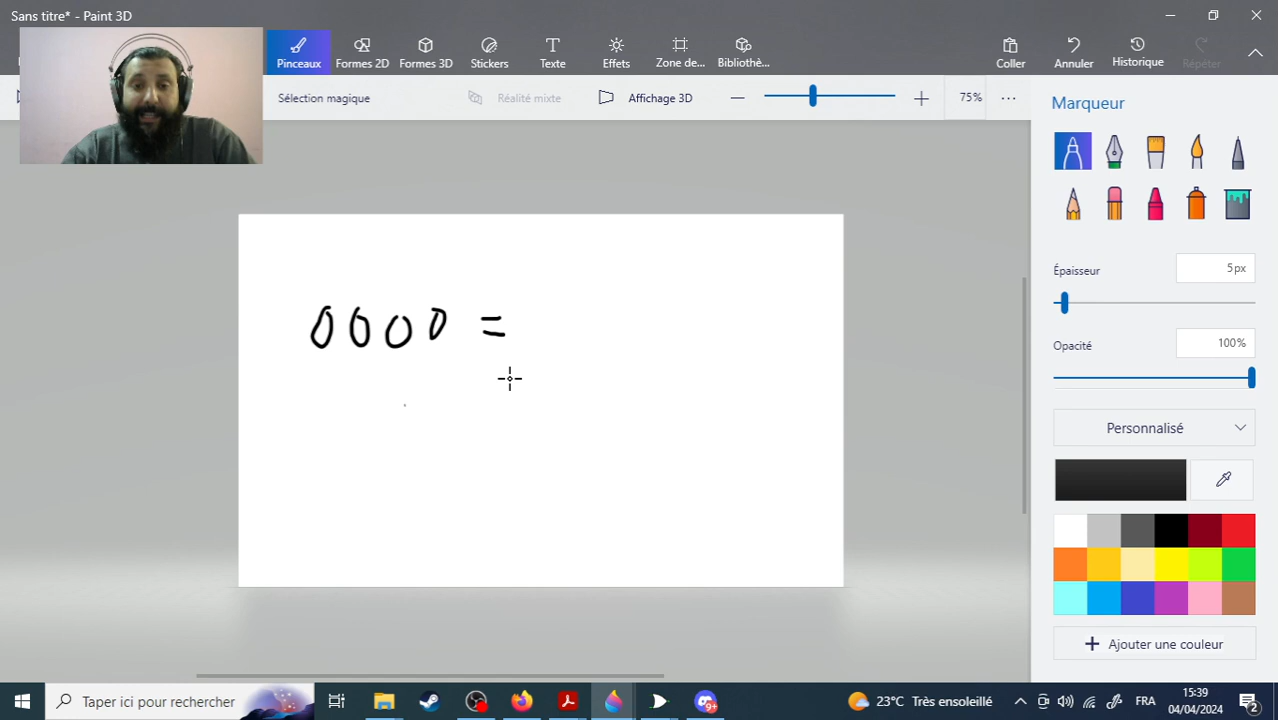 Sans titre* - Paint 3D
Pinceaux
Formes 2D
Formes 3D
Stickers
Texte
Effets
Zone de...
Bibliothè...
Coller
Annuler
Historique
Répéter
Sélection magique
Réalité mixte
Affichage 3D
75%
Marqueur
Épaisseur
5px
Opacité
100%
Personnalisé
Ajouter une couleur
0000 =
Taper ici pour rechercher
23°C Très ensoleillé
FRA
15:39
04/04/2024
2